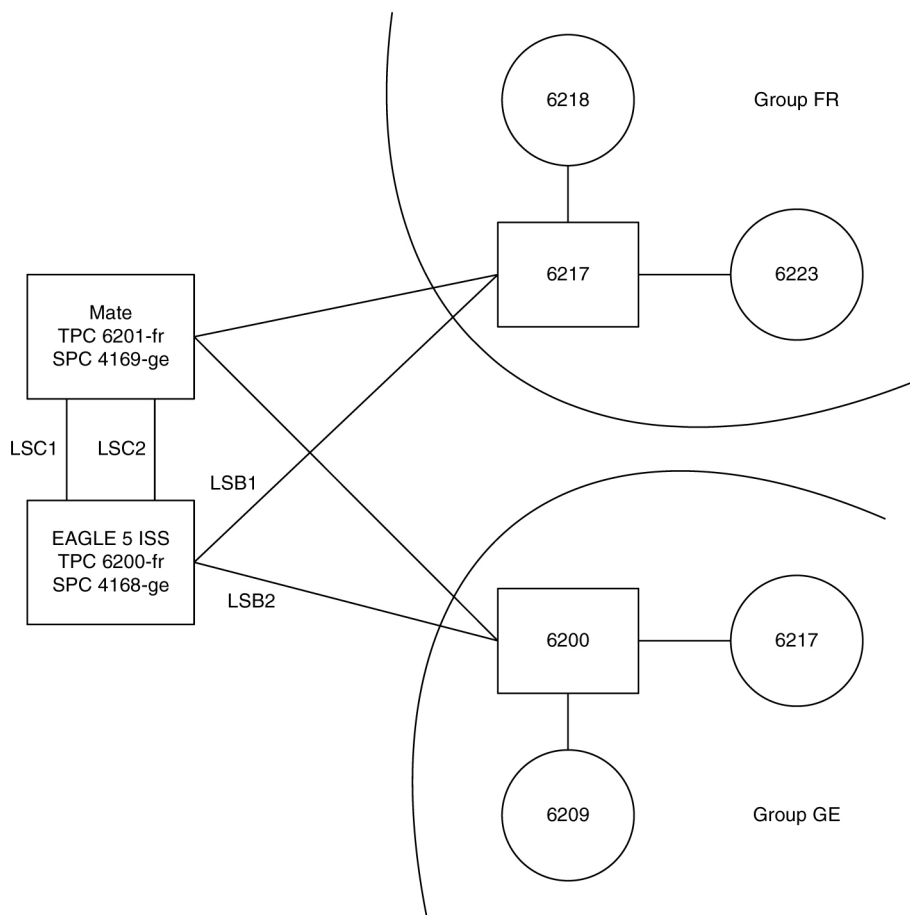 6218
Group FR
6217
6223
Mate
TPC 6201-fr
SPC 4169-ge
LSC1
LSC2
LSB1
EAGLE 5 ISS
TPC 6200-fr
SPC 4168-ge
LSB2
6200
6217
6209
Group GE